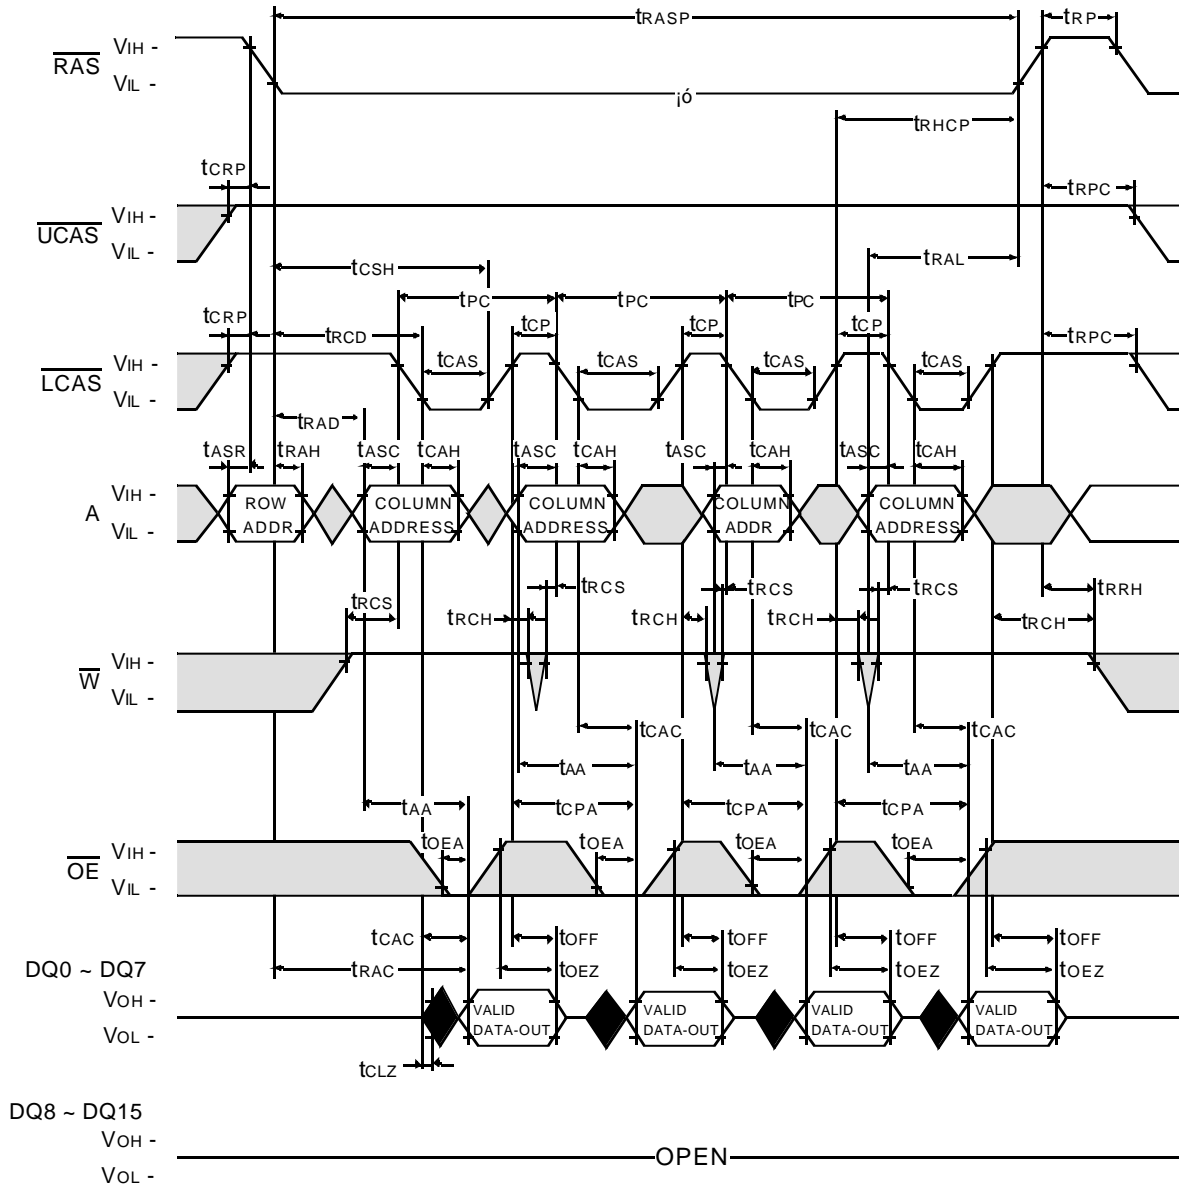 tRASP tRP
RAS VIH -
VIL -
¡ó
tRHCP
tCRP tRPC
UCAS VIH -
VIL -
tCSH tRAL
tPC tPC tPC
tCRP tRCD tCP tCP tCP tRPC
LCAS VIH -
VIL -
tCAS tCAS tCAS tCAS
tRAD
tASR tRAH tASC tCAH tASC tCAH tASC tCAH tASC tCAH
A VIH -
VIL -
ROW ADDR
COLUMN ADDRESS
COLUMN ADDRESS
COLUMN ADDR
COLUMN ADDRESS
tRCS tRCS tRCS tRCS tRRH
tRCH tRCH tRCH tRCH
W VIH -
VIL -
tCAC tCAC tCAC
tAA tAA tAA
tAA tCPA tCPA tCPA
tOEA tOEA tOEA tOEA
OE VIH -
VIL -
tCAC tOFF tOFF tOFF tOFF
tRAC tOEZ tOEZ tOEZ tOEZ
DQ0 ~ DQ7
VOH -
VOL -
VALID DATA-OUT
VALID DATA-OUT
VALID DATA-OUT
VALID DATA-OUT
tCLZ
DQ8 ~ DQ15
VOH -
VOL -
OPEN